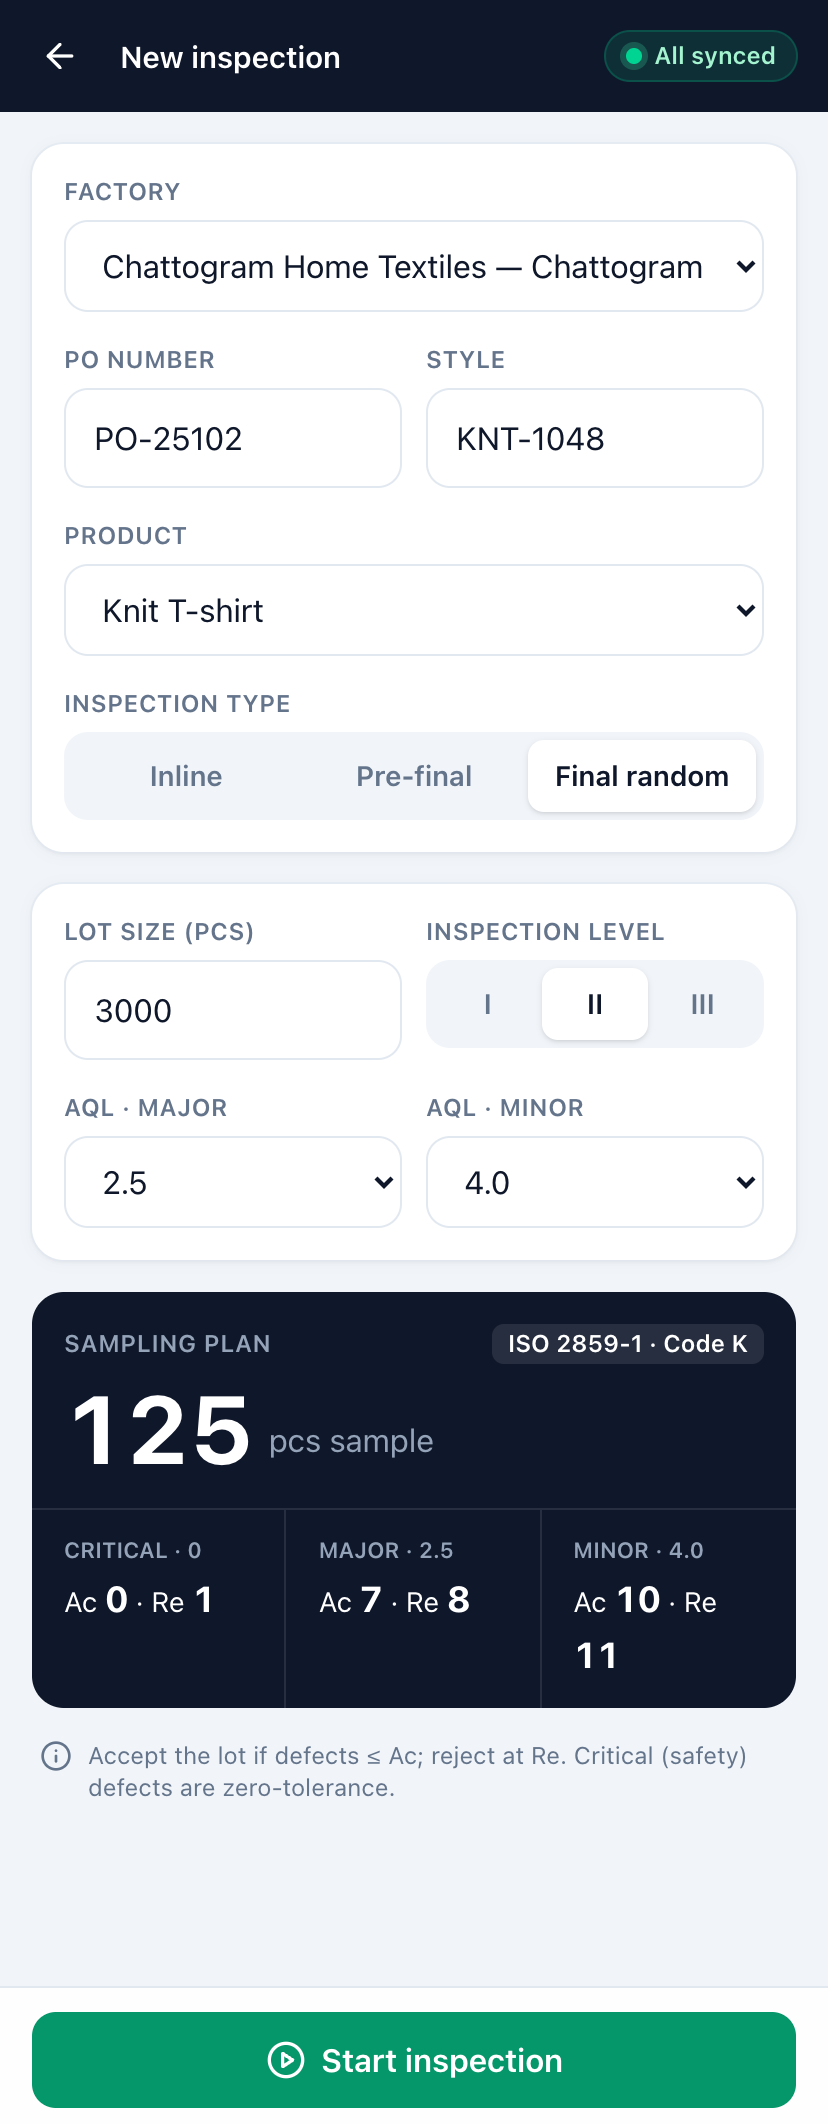 New inspection
All synced
FACTORY
Chattogram Home Textiles — Chattogram
PO NUMBER
STYLE
PO-25102
KNT-1048
PRODUCT
Knit T-shirt
INSPECTION TYPE
Inline
Pre-final
Final random
LOT SIZE (PCS)
INSPECTION LEVEL
3000
I
II
III
AQL · MAJOR
AQL · MINOR
2.5
4.0
SAMPLING PLAN
ISO 2859-1 · Code K
125 pcs sample
CRITICAL · 0
Ac 0 · Re 1
MAJOR · 2.5
Ac 7 · Re 8
MINOR · 4.0
Ac 10 · Re
11
Accept the lot if defects ≤ Ac; reject at Re. Critical (safety)
defects are zero-tolerance.
Start inspection